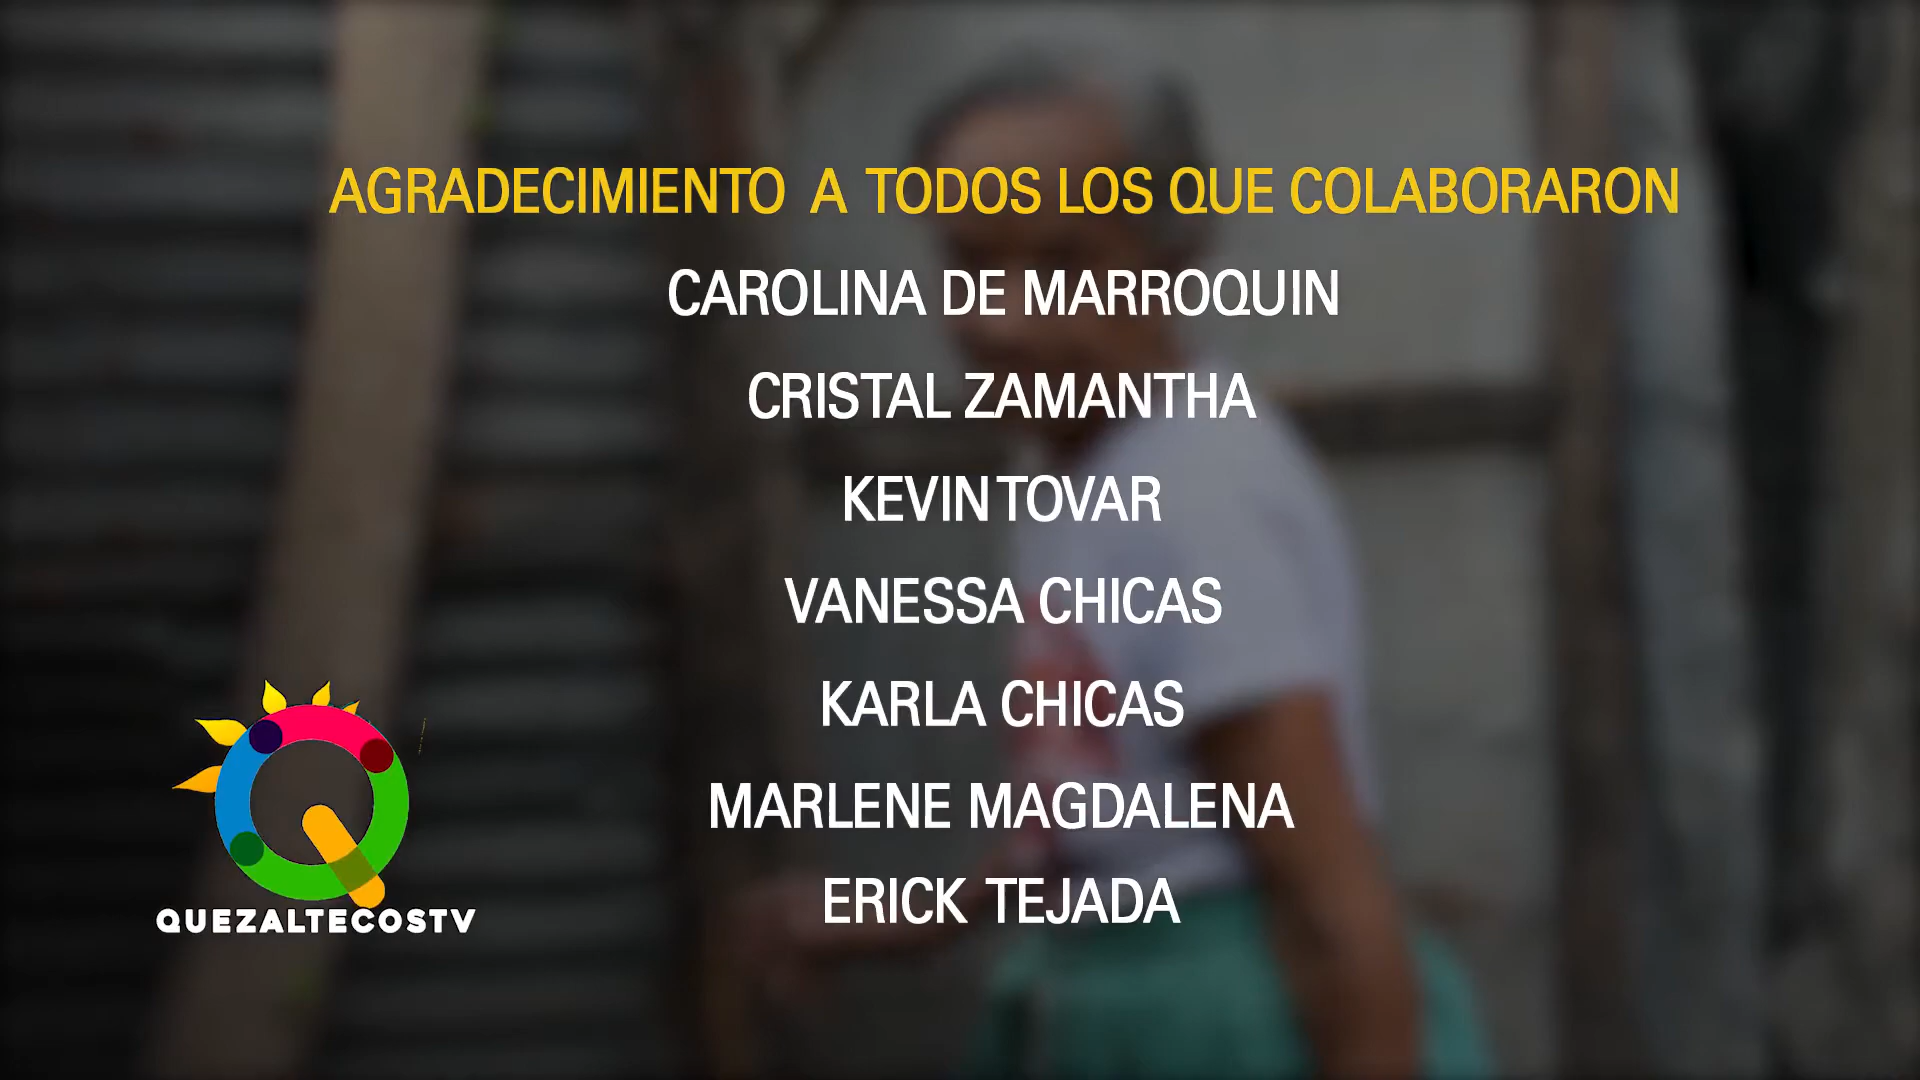 AGRADECIMIENTO A TODOS LOS QUE COLABORARON
CAROLINA DE MARROQUIN
CRISTAL ZAMANTHA
KEVIN TOVAR
VANESSA CHICAS
KARLA CHICAS
MARLENE MAGDALENA
ERICK TEJADA
QUEZALTECOSTV